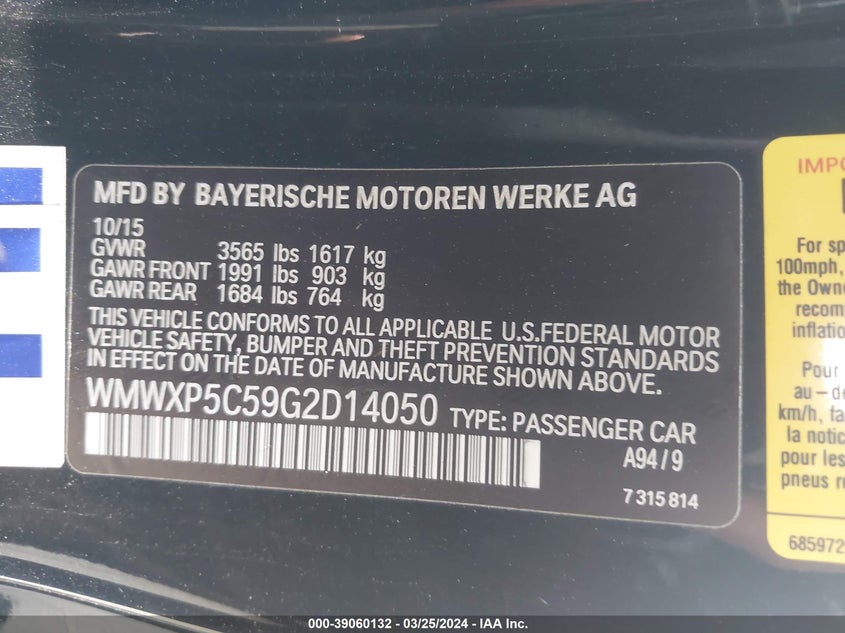 MFD BY BAYERISCHE MOTOREN WERKE AG
10/15
GVWR 3565 lbs 1617 kg
GAWR FRONT 1991 lbs 903 kg
GAWR REAR 1684 lbs 764 kg
THIS VEHICLE CONFORMS TO ALL APPLICABLE U.S.FEDERAL MOTOR
VEHICLE SAFETY, BUMPER AND THEFT PREVENTION STANDARDS
IN EFFECT ON THE DATE OF MANUFACTURE SHOWN ABOVE.
WMWXP5C59G2D14050 TYPE: PASSENGER CAR
A94/9
7 315 814
For sp
100mph,
the Owne
recom
inflatio
Pour
au – de
km/h, fa
la notic
pour les
pneus r
685972
000-39060132 / 03/25/2024 - IAA Inc.